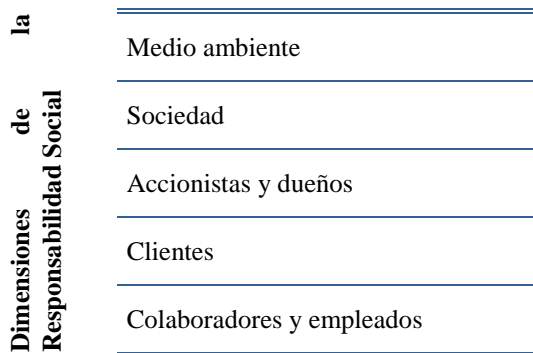 Dimensiones de la
Responsabilidad Social
Medio ambiente
Sociedad
Accionistas y dueños
Clientes
Colaboradores y empleados